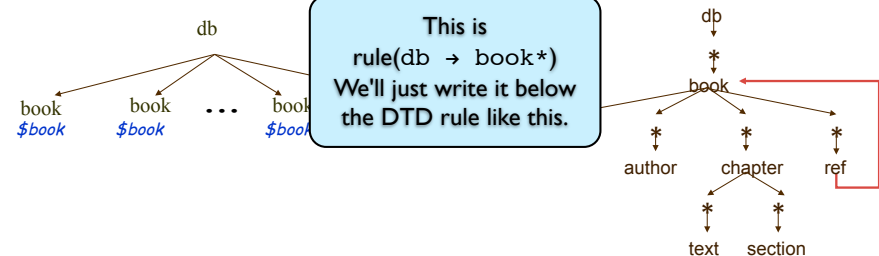 db
book
$book
book
$book
...
book
$book
This is
rule(db → book*)
We'll just write it below
the DTD rule like this.
db
*
book
* * *
author chapter ref
* *
text section